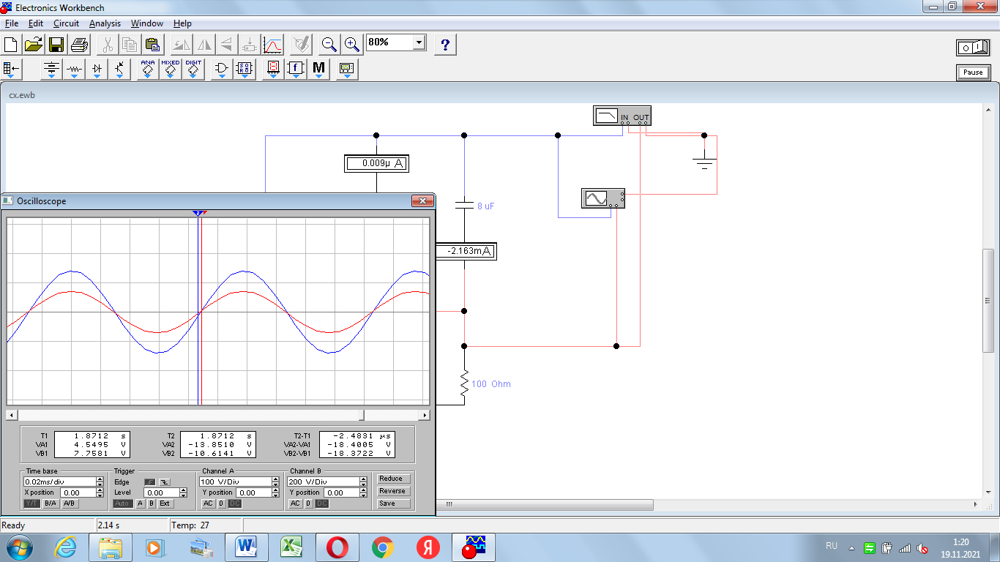 Electronics Workbench
File Edit Circuit Analysis Window Help
80%
?
ANA MIXED DIGIT
f M
Pause
cx.ewb
IN OUT
0.009µ A
8 uF
-2.163mA
100 Ohm
Oscilloscope
T1 1.8712 s
VA1 4.5495 V
VB1 7.7581 V
T2 1.8712 s
VA2 -13.8510 V
VB2 -10.6141 V
T2-T1 -2.4831 µs
VA2-VA1 -18.4005 V
VB2-VB1 -18.3722 V
Time base
0.02ms/div
X position 0.00
Y/T B/A A/B
Trigger
Edge
Level 0.00
Auto A B Ext
Channel A
100 V/Div
Y position 0.00
AC 0 DC
Channel B
200 V/Div
Y position 0.00
AC 0 DC
Reduce
Reverse
Save
Ready 2.14 s Temp: 27
RU
1:20
19.11.2021